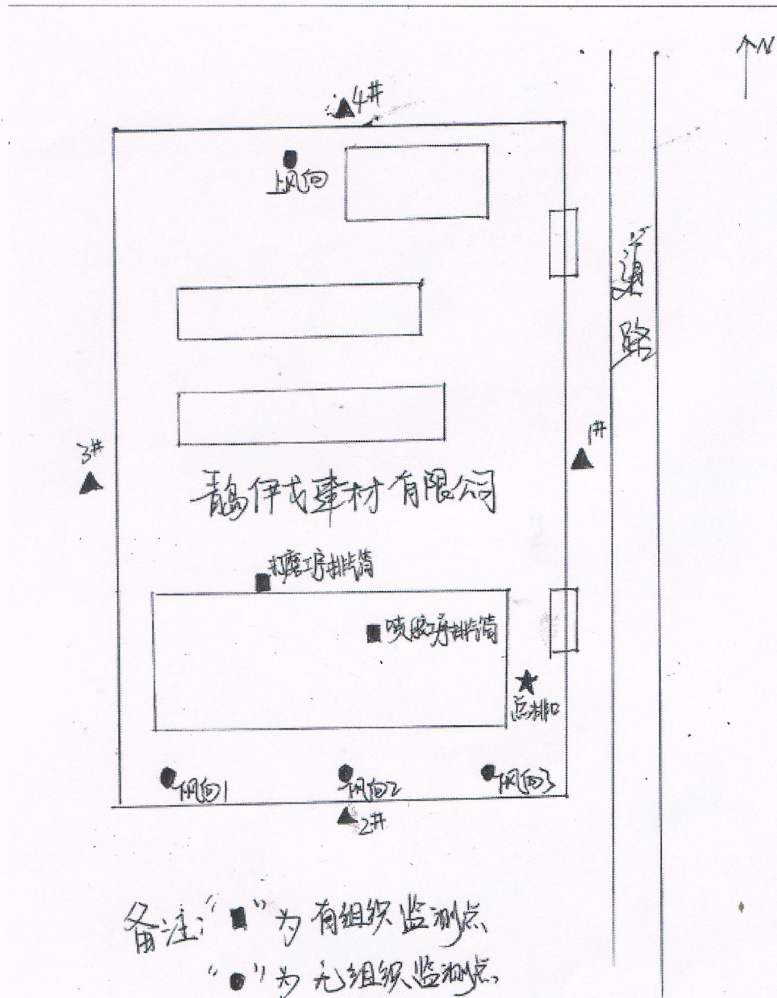 N
4#
上风向
道路
3#
1#
青岛伊戈建材有限公司
打磨工序排气筒
喷胶工序排气筒
总排口
下风向1
下风向2
下风向3
2#
备注:“■”为有组织监测点
“●”为无组织监测点